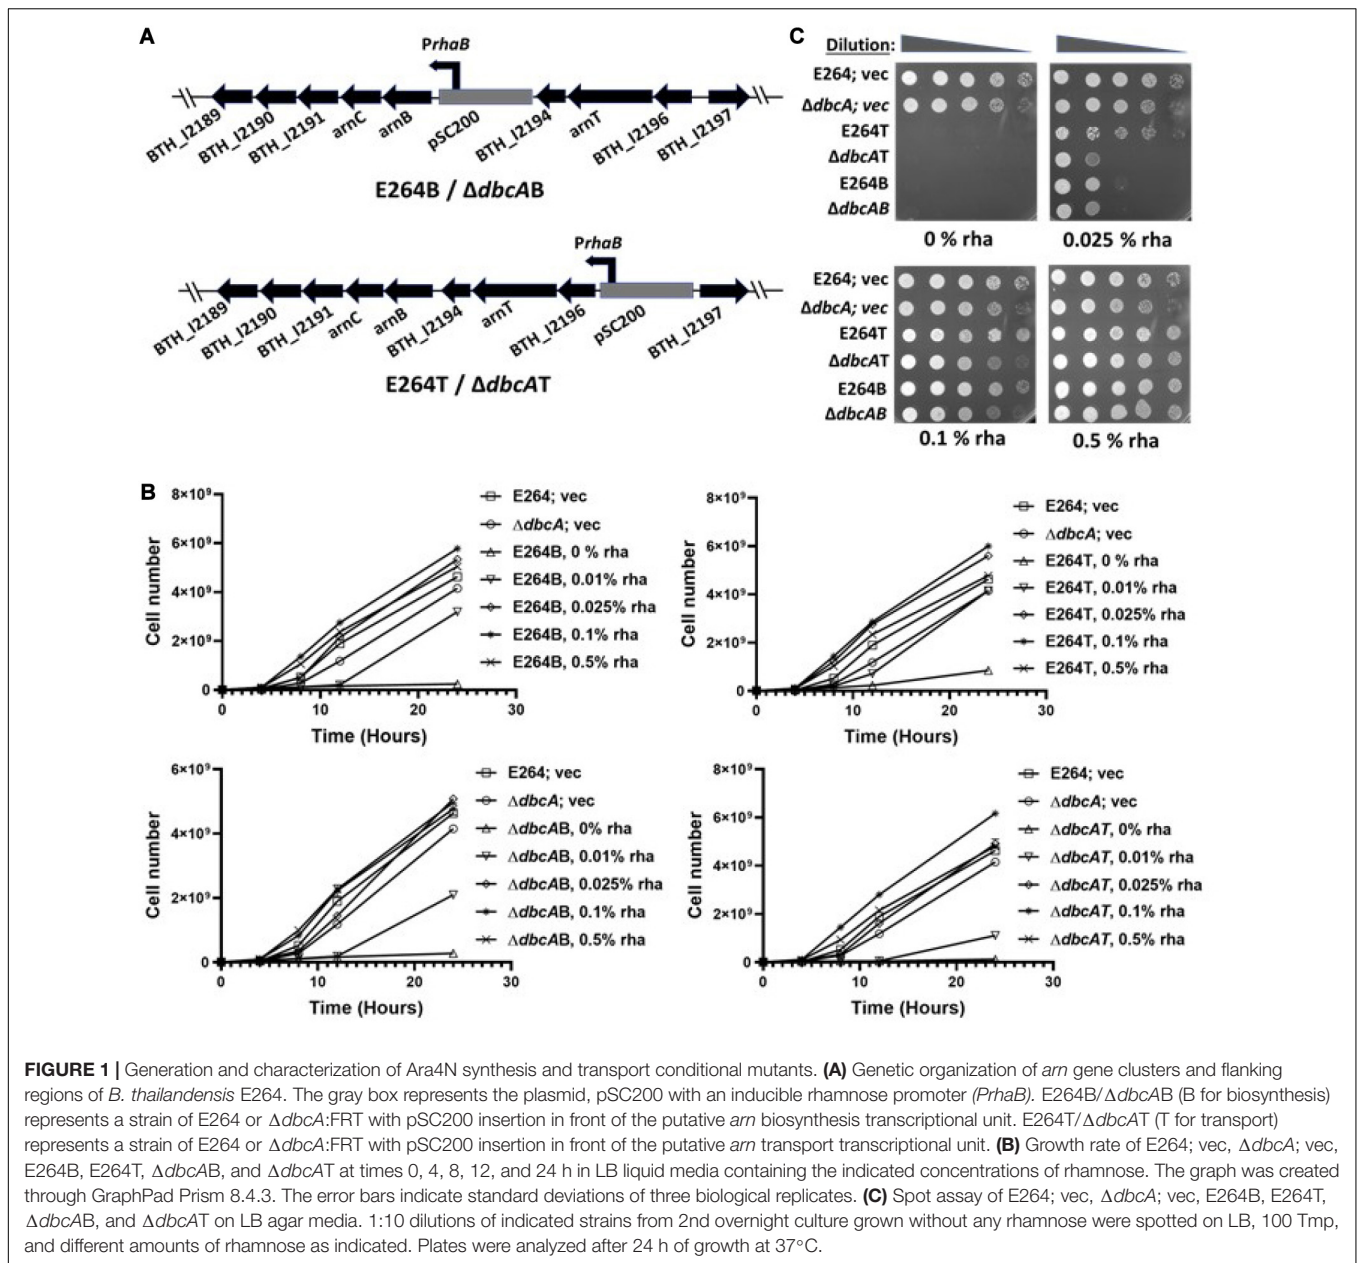 A
PrhaB
BTH_I2189
BTH_I2190
BTH_I2191
arnC
arnB
pSC200
BTH_I2194
arnT
BTH_I2196
BTH_I2197
E264B / ΔdbcAB
PrhaB
BTH_I2189
BTH_I2190
BTH_I2191
arnC
arnB
BTH_I2194
arnT
BTH_I2196
pSC200
BTH_I2197
E264T / ΔdbcAT
C
Dilution:
E264; vec
ΔdbcA; vec
E264T
ΔdbcAT
E264B
ΔdbcAB
0 % rha
0.025 % rha
E264; vec
ΔdbcA; vec
E264T
ΔdbcAT
E264B
ΔdbcAB
0.1 % rha
0.5 % rha
B
8×10⁹
6×10⁹
4×10⁹
2×10⁹
0
Cell number
0 10 20 30
Time (Hours)
E264; vec
ΔdbcA; vec
E264B, 0 % rha
E264B, 0.01% rha
E264B, 0.025% rha
E264B, 0.1% rha
E264B, 0.5% rha
8×10⁹
6×10⁹
4×10⁹
2×10⁹
0
Cell number
0 10 20 30
Time (Hours)
E264; vec
ΔdbcA; vec
E264T, 0 % rha
E264T, 0.01% rha
E264T, 0.025% rha
E264T, 0.1% rha
E264T, 0.5% rha
6×10⁹
4×10⁹
2×10⁹
0
Cell number
0 10 20 30
Time (Hours)
E264; vec
ΔdbcA; vec
ΔdbcAB, 0% rha
ΔdbcAB, 0.01% rha
ΔdbcAB, 0.025% rha
ΔdbcAB, 0.1% rha
ΔdbcAB, 0.5% rha
8×10⁹
6×10⁹
4×10⁹
2×10⁹
0
Cell number
0 10 20 30
Time (Hours)
E264; vec
ΔdbcA; vec
ΔdbcAT, 0% rha
ΔdbcAT, 0.01% rha
ΔdbcAT, 0.025% rha
ΔdbcAT, 0.1% rha
ΔdbcAT, 0.5% rha
FIGURE 1 | Generation and characterization of Ara4N synthesis and transport conditional mutants. (A) Genetic organization of arn gene clusters and flanking
regions of B. thailandensis E264. The gray box represents the plasmid, pSC200 with an inducible rhamnose promoter (PrhaB). E264B/ΔdbcAB (B for biosynthesis)
represents a strain of E264 or ΔdbcA:FRT with pSC200 insertion in front of the putative arn biosynthesis transcriptional unit. E264T/ΔdbcAT (T for transport)
represents a strain of E264 or ΔdbcA:FRT with pSC200 insertion in front of the putative arn transport transcriptional unit. (B) Growth rate of E264; vec, ΔdbcA; vec,
E264B, E264T, ΔdbcAB, and ΔdbcAT at times 0, 4, 8, 12, and 24 h in LB liquid media containing the indicated concentrations of rhamnose. The graph was created
through GraphPad Prism 8.4.3. The error bars indicate standard deviations of three biological replicates. (C) Spot assay of E264; vec, ΔdbcA; vec, E264B, E264T,
ΔdbcAB, and ΔdbcAT on LB agar media. 1:10 dilutions of indicated strains from 2nd overnight culture grown without any rhamnose were spotted on LB, 100 Tmp,
and different amounts of rhamnose as indicated. Plates were analyzed after 24 h of growth at 37°C.